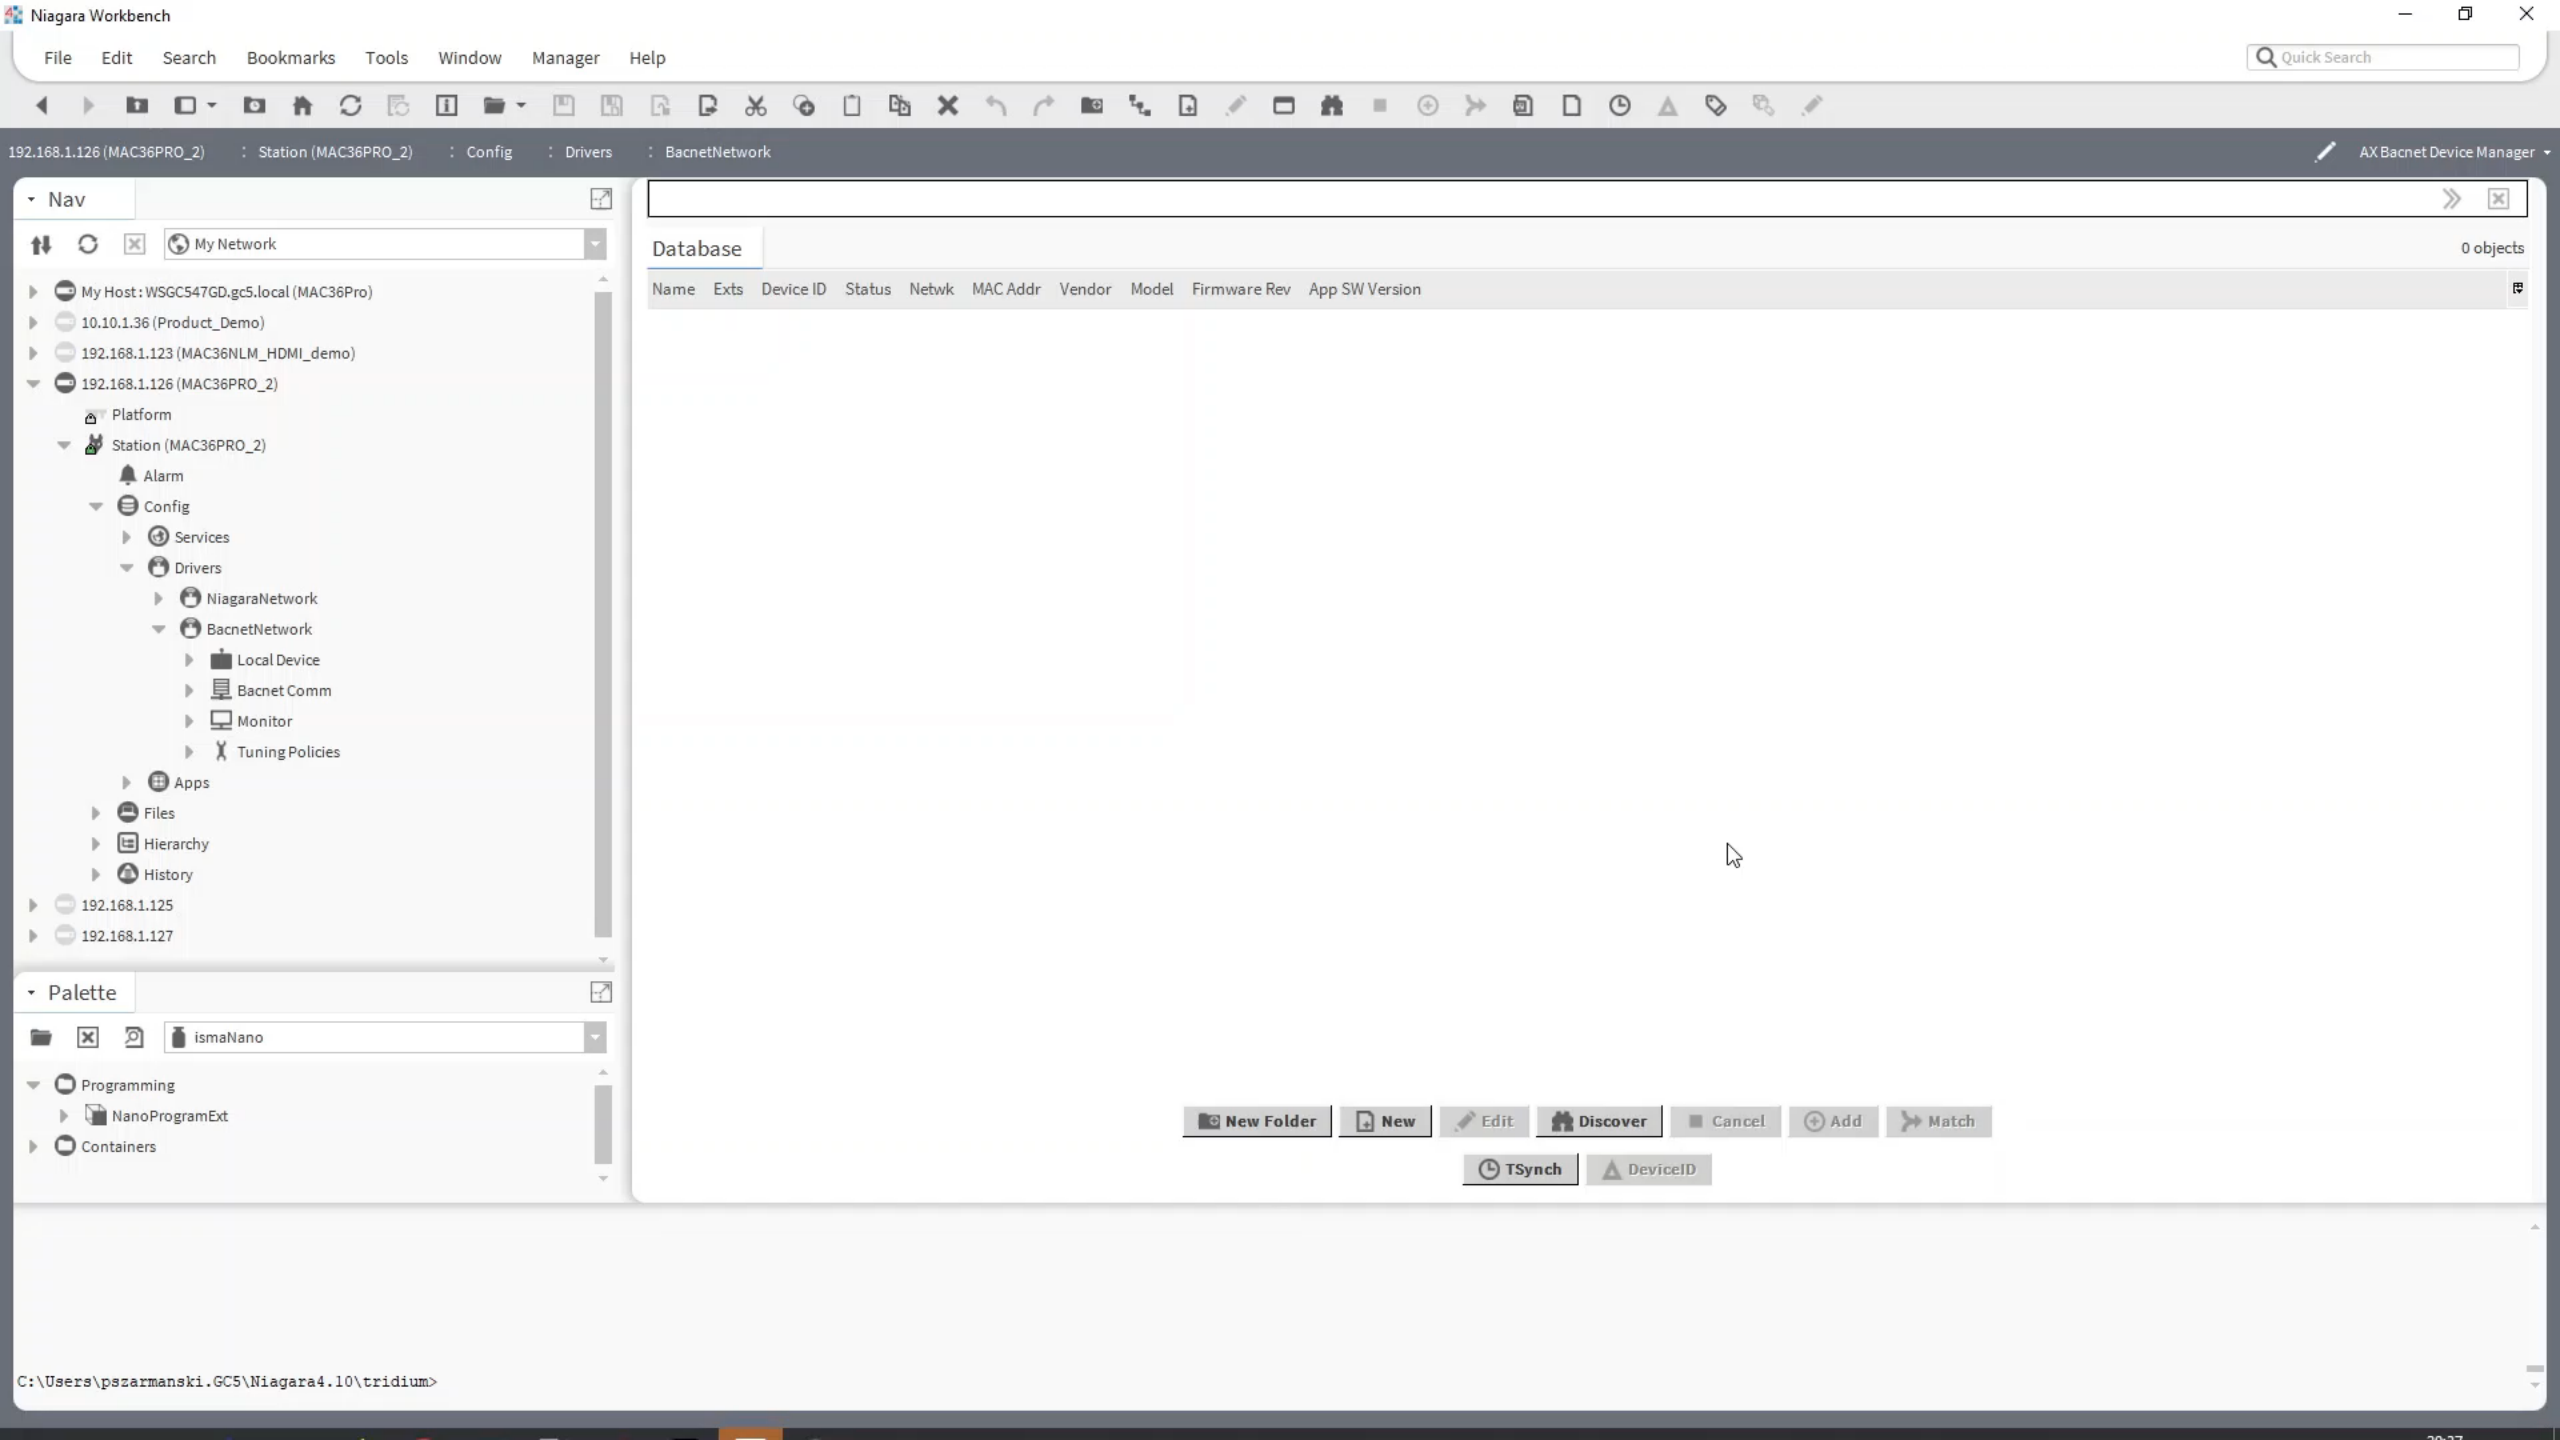 Niagara Workbench
File Edit Search Bookmarks Tools Window Manager Help
Quick Search
192.168.1.126 (MAC36PRO_2) : Station (MAC36PRO_2) : Config : Drivers : BacnetNetwork
AX Bacnet Device Manager
Nav
My Network
My Host : WSGC547GD.gc5.local (MAC36Pro)
10.10.1.36 (Product_Demo)
192.168.1.123 (MAC36NLM_HDMI_demo)
192.168.1.126 (MAC36PRO_2)
Platform
Station (MAC36PRO_2)
Alarm
Config
Services
Drivers
NiagaraNetwork
BacnetNetwork
Local Device
Bacnet Comm
Monitor
Tuning Policies
Apps
Files
Hierarchy
History
192.168.1.125
192.168.1.127
Palette
ismaNano
Programming
NanoProgramExt
Containers
Database
0 objects
Name Exts Device ID Status Netwk MAC Addr Vendor Model Firmware Rev App SW Version
New Folder New Edit Discover Cancel Add Match
TSynch DeviceID
C:\Users\pszarmanski.GC5\Niagara4.10\tridium>